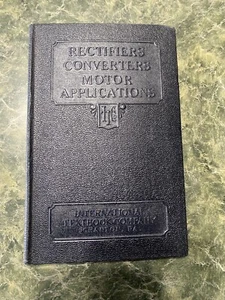 RECTIFIERS
CONVERTERS
MOTOR
APPLICATIONS
INTERNATIONAL
TEXTBOOK COMPANY
SCRANTON, PA.